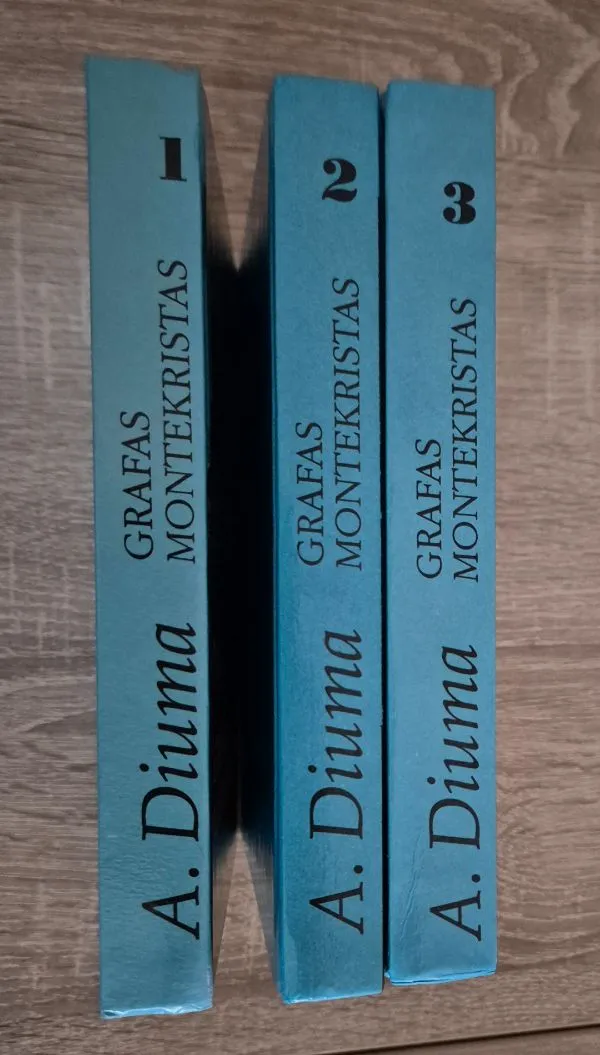 A. Diuma
GRAFAS
MONTEKRISTAS
1
A. Diuma
GRAFAS
MONTEKRISTAS
2
A. Diuma
GRAFAS
MONTEKRISTAS
3